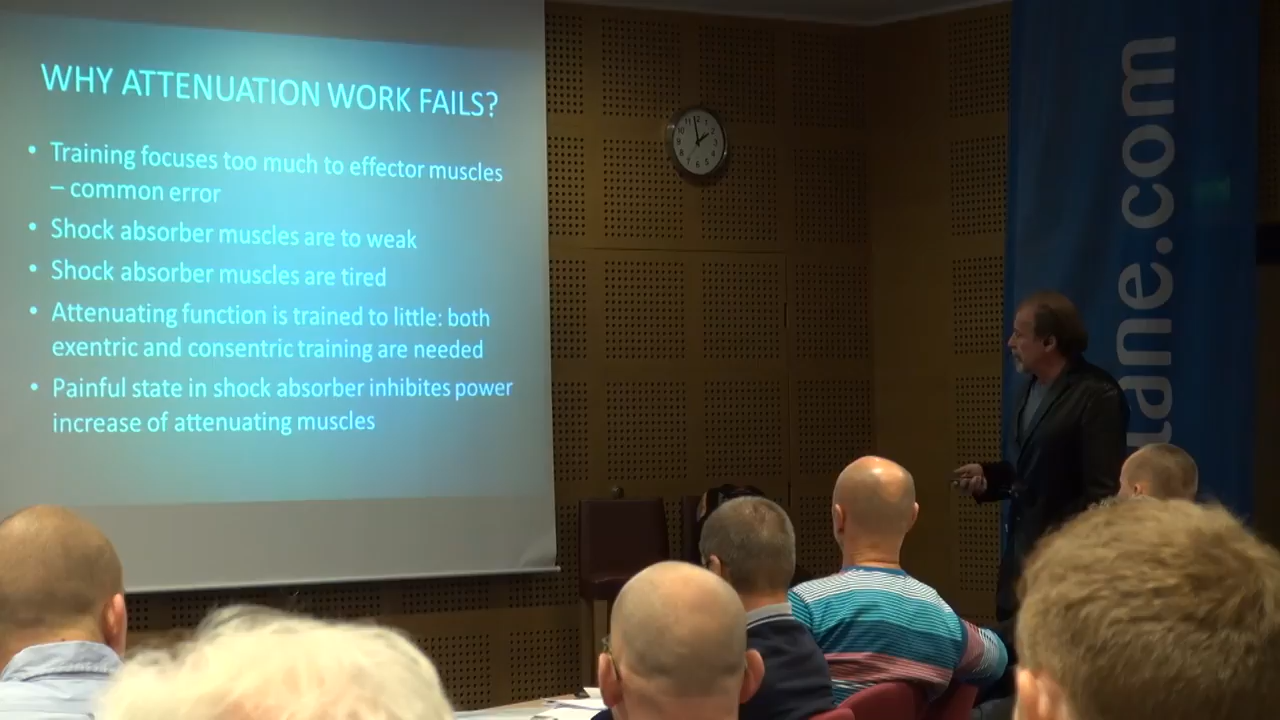 WHY ATTENUATION WORK FAILS?
• Training focuses too much to effector muscles
– common error
• Shock absorber muscles are to weak
• Shock absorber muscles are tired
• Attenuating function is trained to little: both
exentric and consentric training are needed
• Painful state in shock absorber inhibites power
increase of attenuating muscles
ane.com